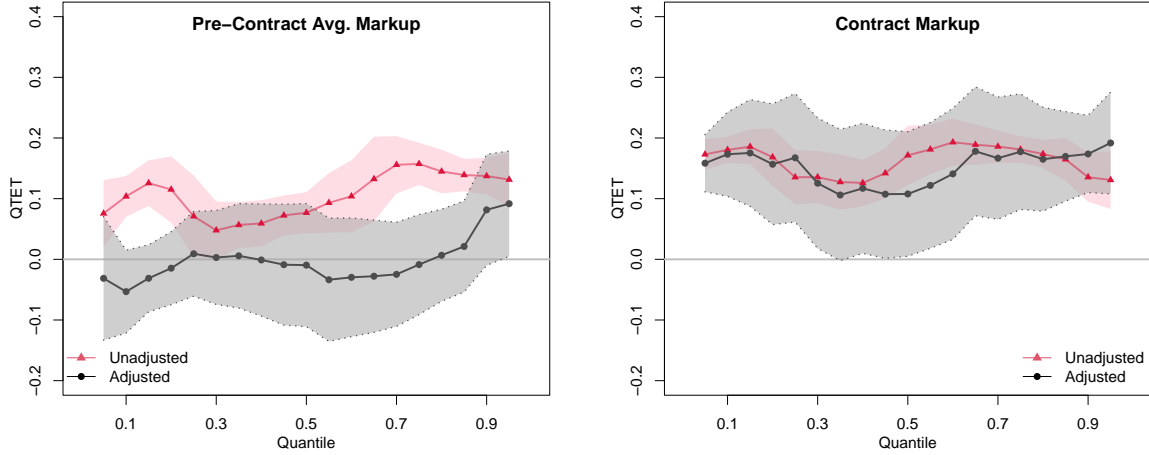 Pre−Contract Avg. Markup
QTET
0.4
0.3
0.2
0.1
0.0
−0.1
−0.2
Unadjusted
Adjusted
0.1 0.3 0.5 0.7 0.9
Quantile
Contract Markup
QTET
0.4
0.3
0.2
0.1
0.0
−0.1
−0.2
Unadjusted
Adjusted
0.1 0.3 0.5 0.7 0.9
Quantile